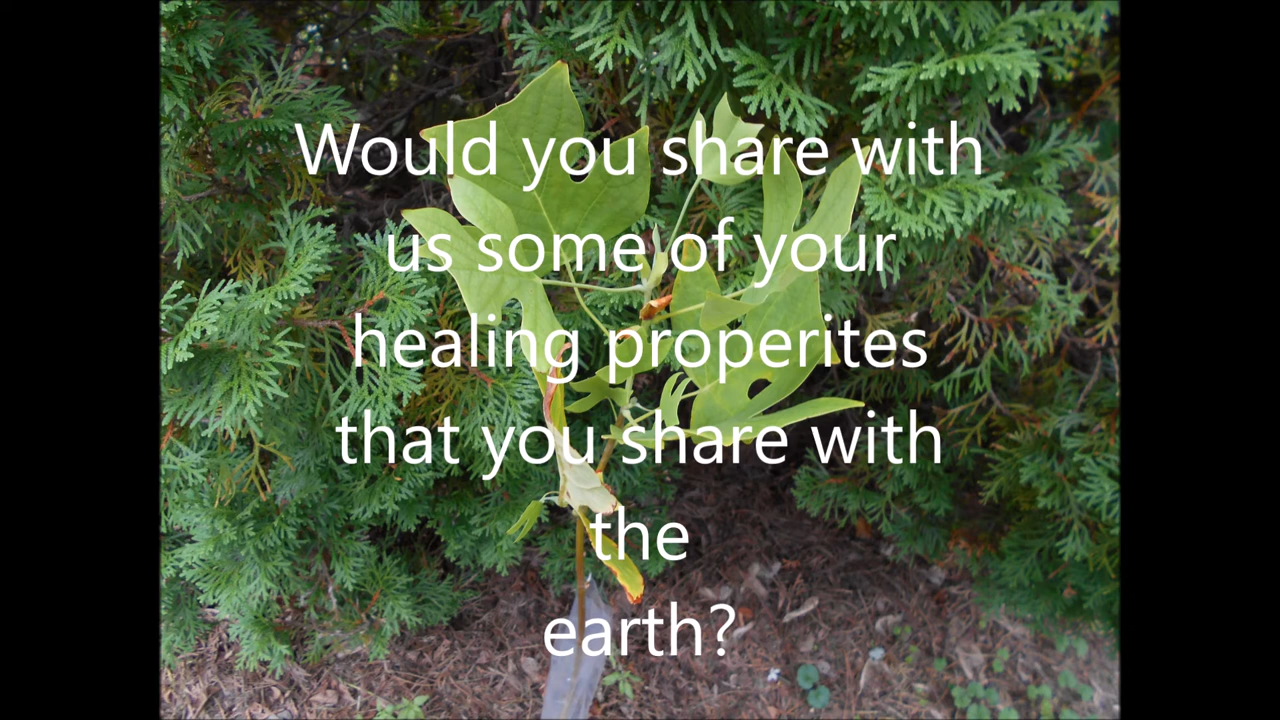 Would you share with
us some of your
healing properites
that you share with
the
earth?